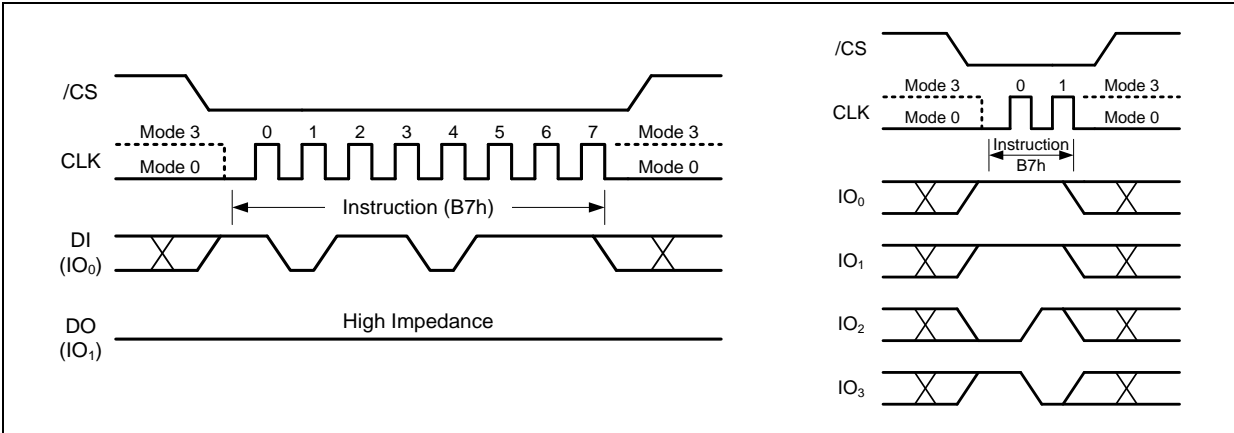 /CS
Mode 3 0 1 2 3 4 5 6 7 Mode 3
CLK
Mode 0 Mode 0
Instruction (B7h)
DI
(IO₀)
High Impedance
DO
(IO₁)
/CS
Mode 3 0 1 Mode 3
CLK
Mode 0 Mode 0
Instruction
B7h
IO₀
IO₁
IO₂
IO₃